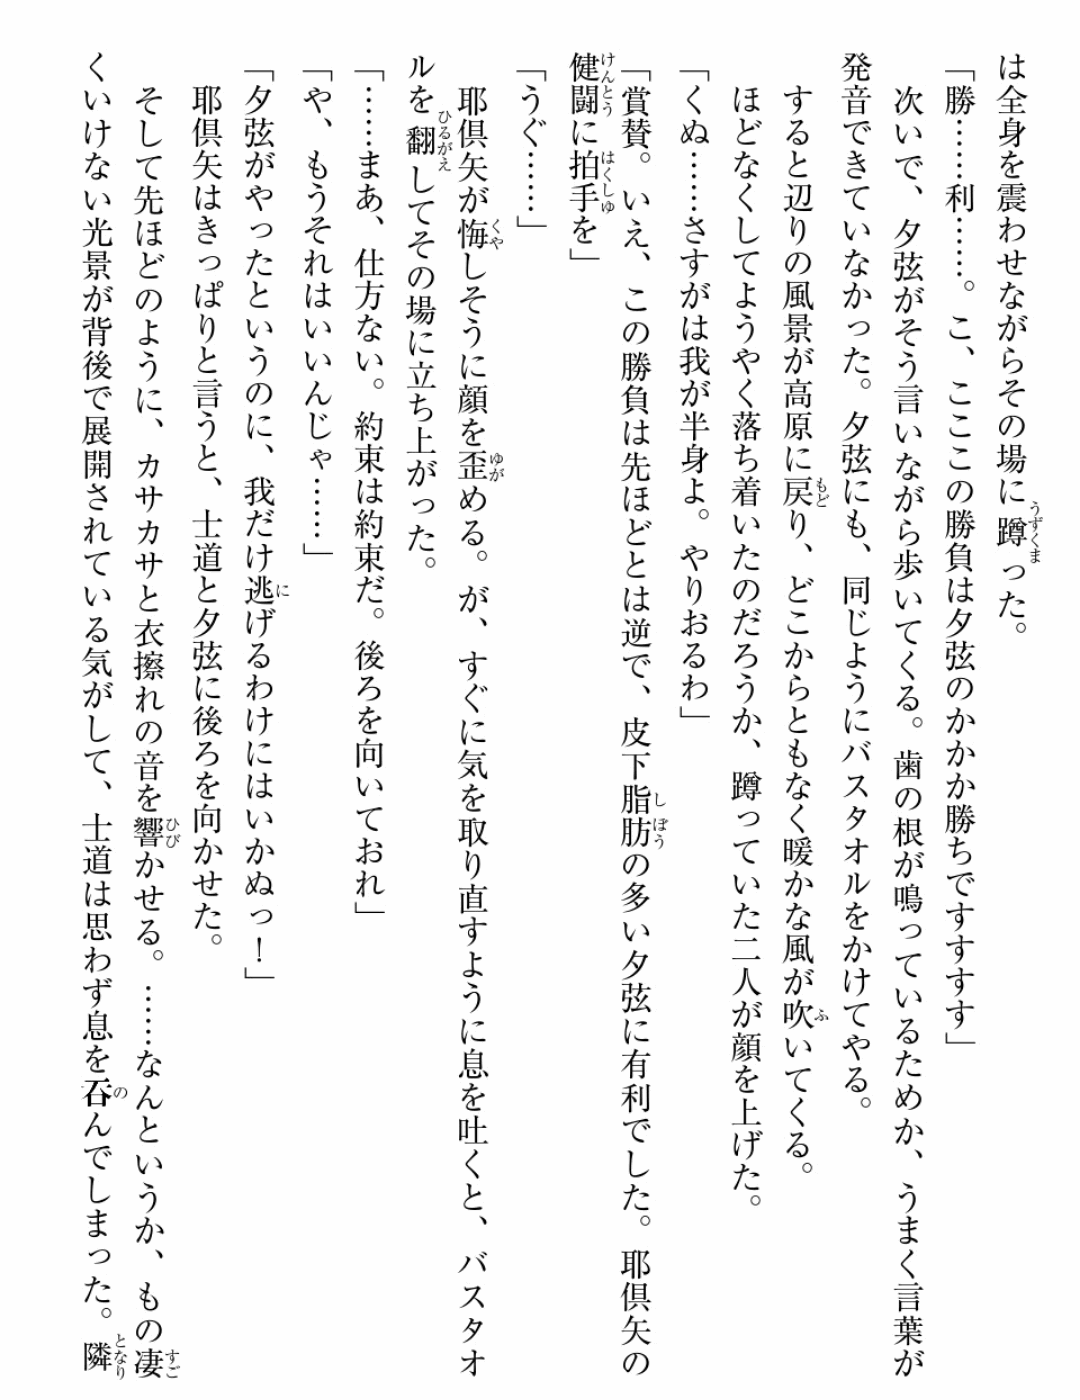 は全身を震わせながらその場に蹲った。
「勝……利……。こ、こここの勝負は夕弦のかかか勝ちですすすす」
次いで、夕弦がそう言いながら歩いてくる。歯の根が鳴っているためか、うまく言葉が
発音できていなかった。夕弦にも、同じようにバスタオルをかけてやる。
すると辺りの風景が高原に戻り、どこからともなく暖かな風が吹いてくる。
ほどなくしてようやく落ち着いたのだろうか、蹲っていた二人が顔を上げた。
「くぬ……さすがは我が半身よ。やりおるわ」
「賞賛。いえ、この勝負は先ほどとは逆で、皮下脂肪の多い夕弦に有利でした。耶倶矢の
健闘に拍手を」
「うぐ……」
耶倶矢が悔しそうに顔を歪める。が、すぐに気を取り直すように息を吐くと、バスタオ
ルを翻してその場に立ち上がった。
「……まあ、仕方ない。約束は約束だ。後ろを向いておれ」
「や、もうそれはいいんじゃ……」
「夕弦がやったというのに、我だけ逃げるわけにはいかぬっ！」
耶倶矢はきっぱりと言うと、士道と夕弦に後ろを向かせた。
そして先ほどのように、カサカサと衣擦れの音を響かせる。……なんというか、もの凄
くいけない光景が背後で展開されている気がして、士道は思わず息を呑んでしまった。隣